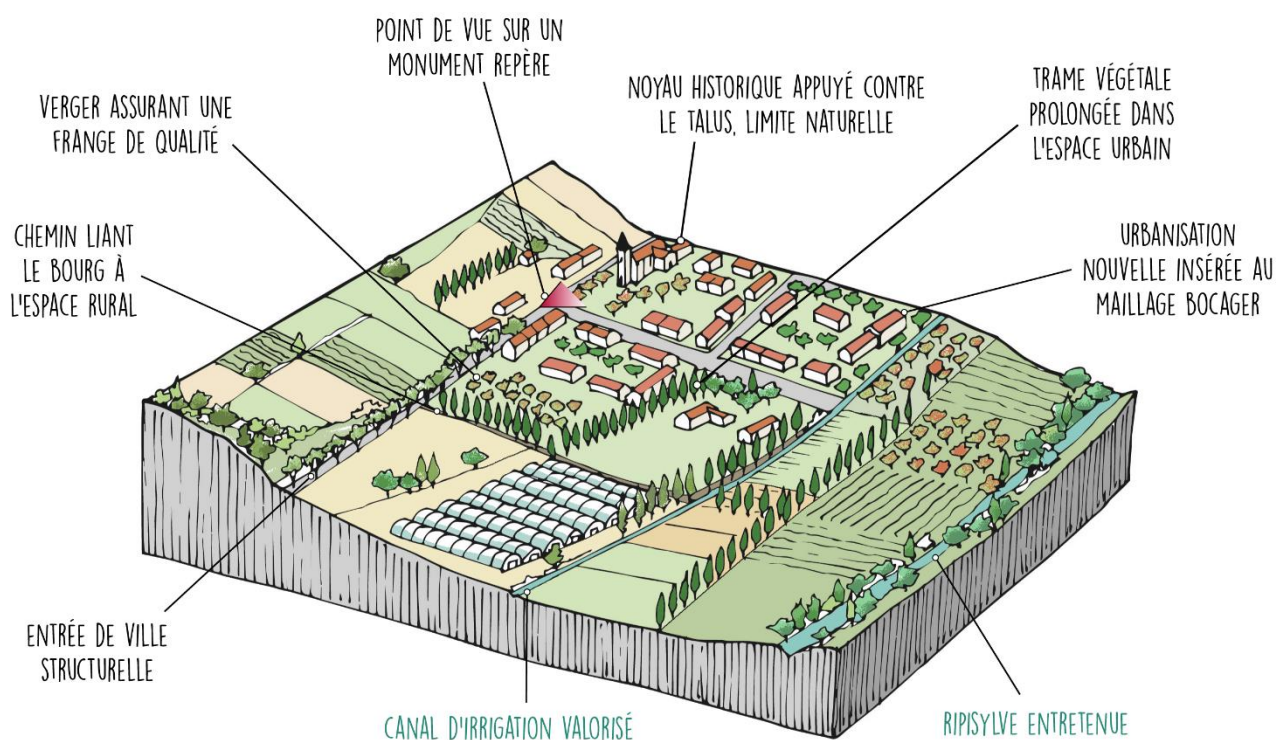 POINT DE VUE SUR UN
MONUMENT REPÈRE
NOYAU HISTORIQUE APPUYÉ CONTRE
LE TALUS, LIMITE NATURELLE
TRAME VÉGÉTALE
PROLONGÉE DANS
L'ESPACE URBAIN
VERGER ASSURANT UNE
FRANGE DE QUALITÉ
CHEMIN LIANT
LE BOURG À
L'ESPACE RURAL
URBANISATION
NOUVELLE INSÉRÉE AU
MAILLAGE BOCAGER
ENTRÉE DE VILLE
STRUCTURELLE
CANAL D'IRRIGATION VALORISÉ
RIPISYLVE ENTRETENUE